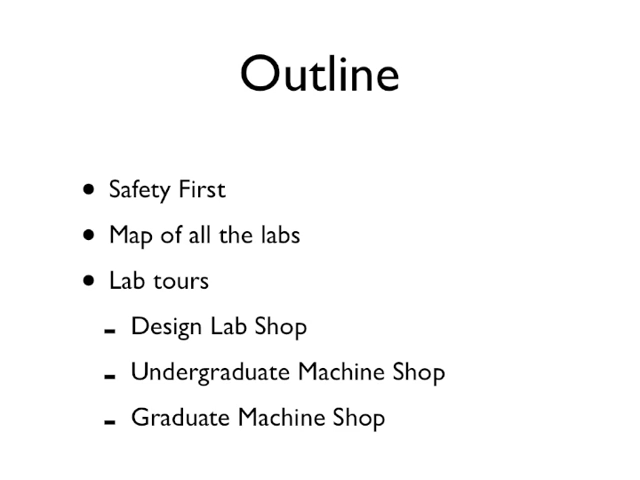 Outline
• Safety First
• Map of all the labs
• Lab tours
- Design Lab Shop
- Undergraduate Machine Shop
- Graduate Machine Shop